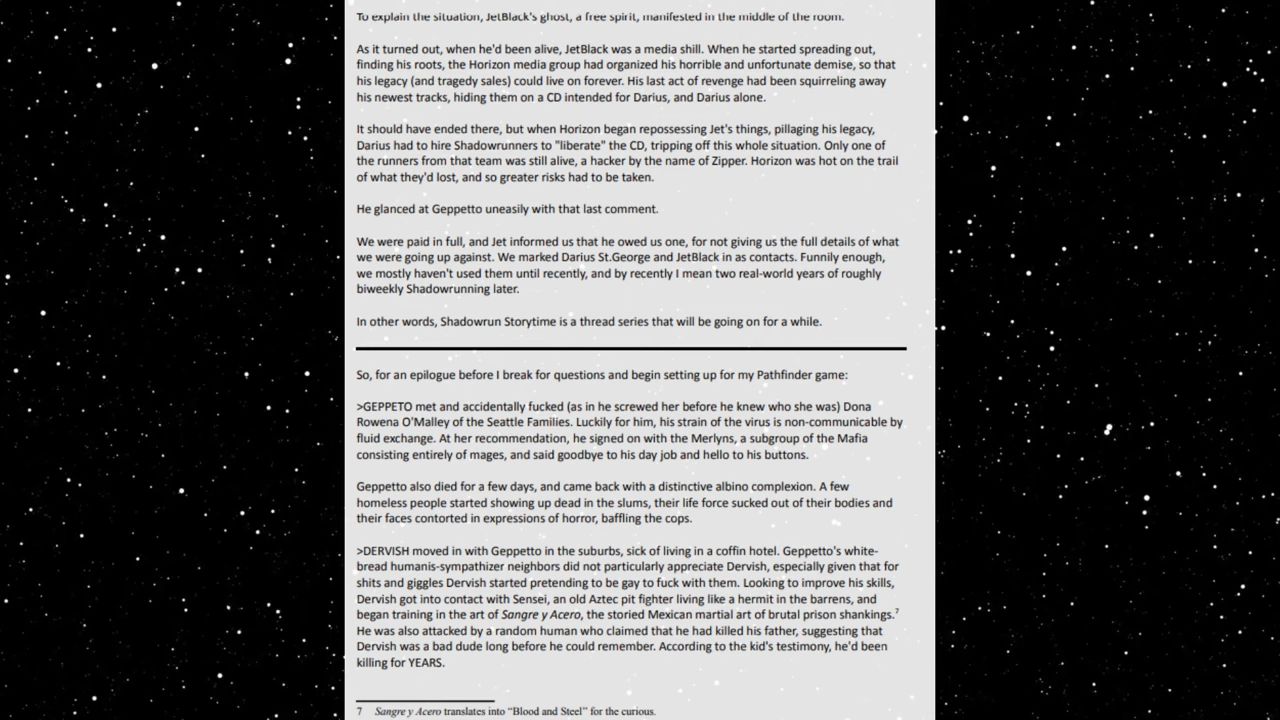 To explain the situation, JetBlack's ghost, a free spirit, manifested in the middle of the room.
As it turned out, when he'd been alive, JetBlack was a media shill. When he started spreading out,
finding his roots, the Horizon media group had organized his horrible and unfortunate demise, so that
his legacy (and tragedy sales) could live on forever. His last act of revenge had been squirreling away
his newest tracks, hiding them on a CD intended for Darius, and Darius alone.
It should have ended there, but when Horizon began repossessing Jet's things, pillaging his legacy,
Darius had to hire Shadowrunners to "liberate" the CD, tripping off this whole situation. Only one of
the runners from that team was still alive, a hacker by the name of Zipper. Horizon was hot on the trail
of what they'd lost, and so greater risks had to be taken.
He glanced at Geppetto uneasily with that last comment.
We were paid in full, and Jet informed us that he owed us one, for not giving us the full details of what
we were going up against. We marked Darius St.George and JetBlack in as contacts. Funnily enough,
we mostly haven't used them until recently, and by recently I mean two real-world years of roughly
biweekly Shadowrunning later.
In other words, Shadowrun Storytime is a thread series that will be going on for a while.
So, for an epilogue before I break for questions and begin setting up for my Pathfinder game:
>GEPPETO met and accidentally fucked (as in he screwed her before he knew who she was) Dona
Rowena O'Malley of the Seattle Families. Luckily for him, his strain of the virus is non-communicable by
fluid exchange. At her recommendation, he signed on with the Merlyns, a subgroup of the Mafia
consisting entirely of mages, and said goodbye to his day job and hello to his buttons.
Geppetto also died for a few days, and came back with a distinctive albino complexion. A few
homeless people started showing up dead in the slums, their life force sucked out of their bodies and
their faces contorted in expressions of horror, baffling the cops.
>DERVISH moved in with Geppetto in the suburbs, sick of living in a coffin hotel. Geppetto's white-
bread humanis-sympathizer neighbors did not particularly appreciate Dervish, especially given that for
shits and giggles Dervish started pretending to be gay to fuck with them. Looking to improve his skills,
Dervish got into contact with Sensei, an old Aztec pit fighter living like a hermit in the barrens, and
began training in the art of Sangre y Acero, the storied Mexican martial art of brutal prison shankings.7
He was also attacked by a random human who claimed that he had killed his father, suggesting that
Dervish was a bad dude long before he could remember. According to the kid's testimony, he'd been
killing for YEARS.
7 Sangre y Acero translates into “Blood and Steel” for the curious.